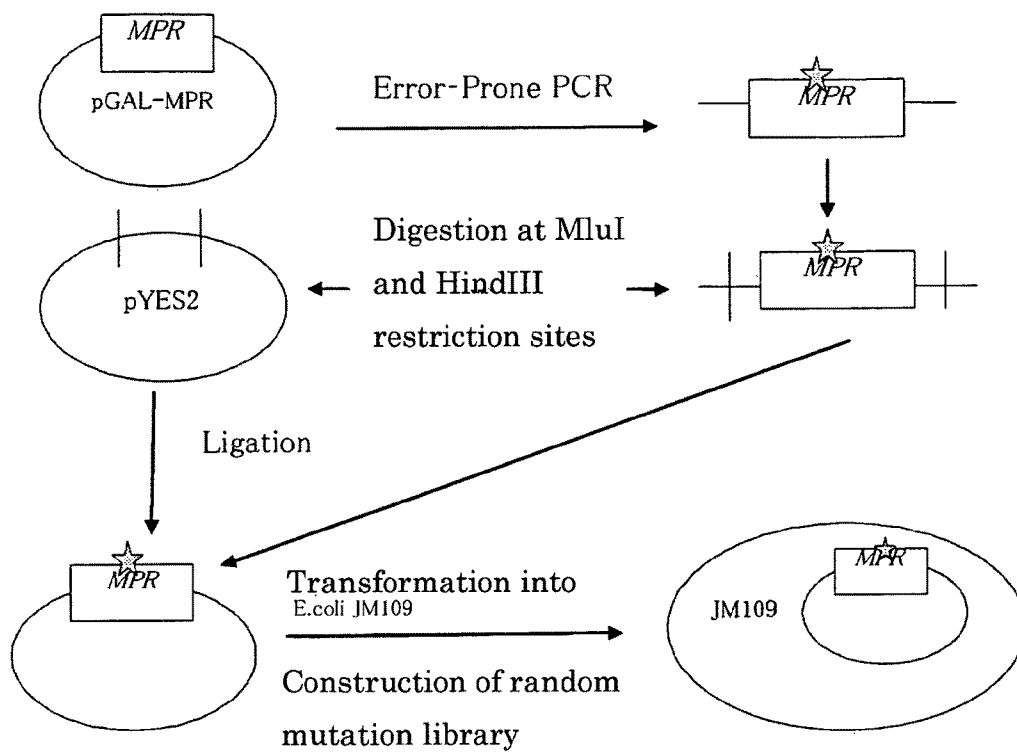 MPR
pGAL-MPR
Error-Prone PCR
MPR
pYES2
Digestion at MluI
and HindIII
restriction sites
MPR
Ligation
MPR
Transformation into
E.coli JM109
Construction of random
mutation library
MPR
JM109